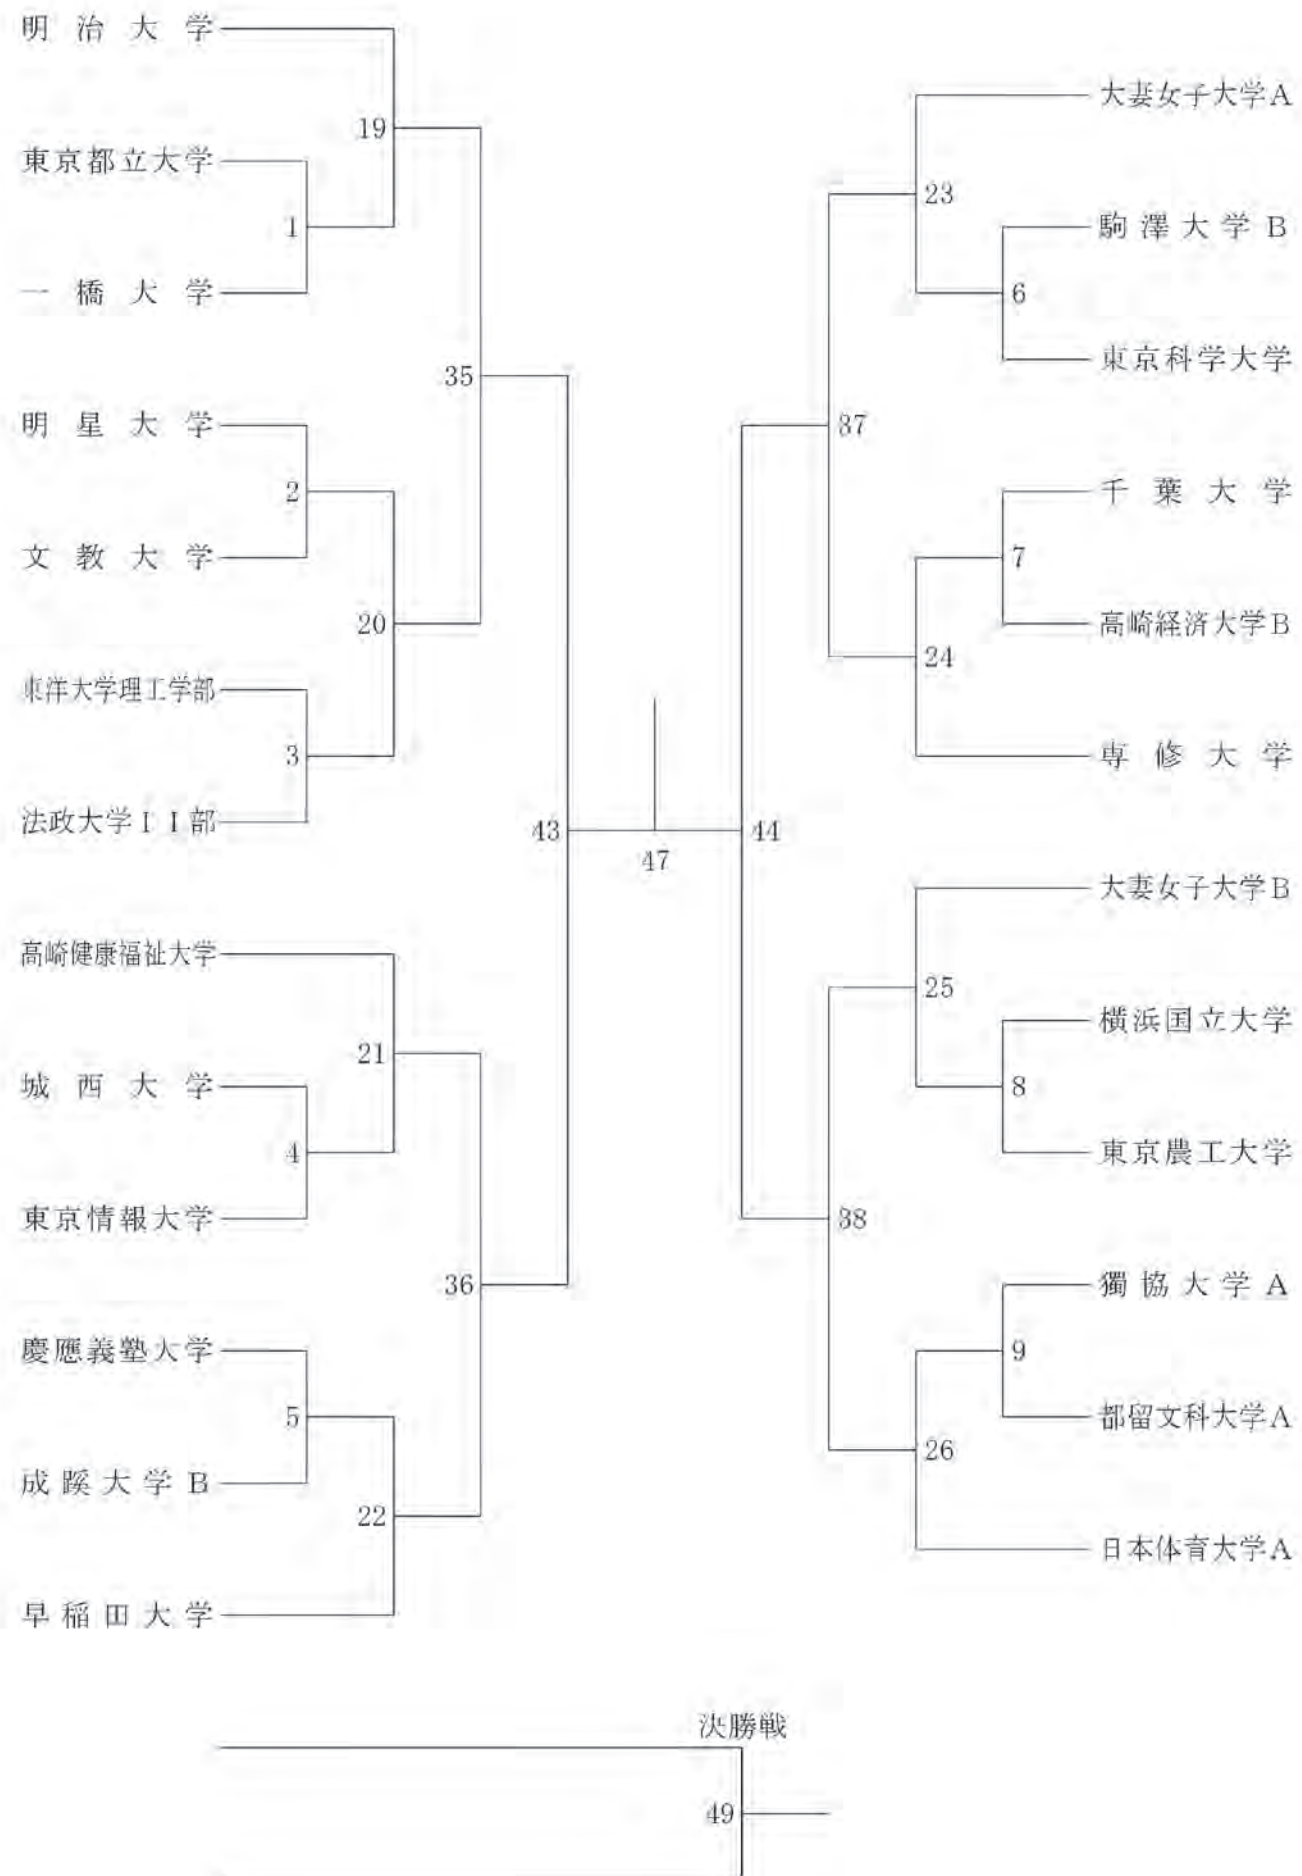 明治大学
19
東京都立大学
1
一橋大学
35
明星大学
2
文教大学
20
東洋大学理工学部
3
法政大学II部
43
高崎健康福祉大学
21
城西大学
4
東京情報大学
36
慶應義塾大学
5
成蹊大学B
22
早稲田大学
47
大妻女子大学A
23
駒澤大学B
6
東京科学大学
37
千葉大学
7
高崎経済大学B
24
専修大学
44
大妻女子大学B
25
横浜国立大学
8
東京農工大学
38
獨協大学A
9
都留文科大学A
26
日本体育大学A
決勝戦
49